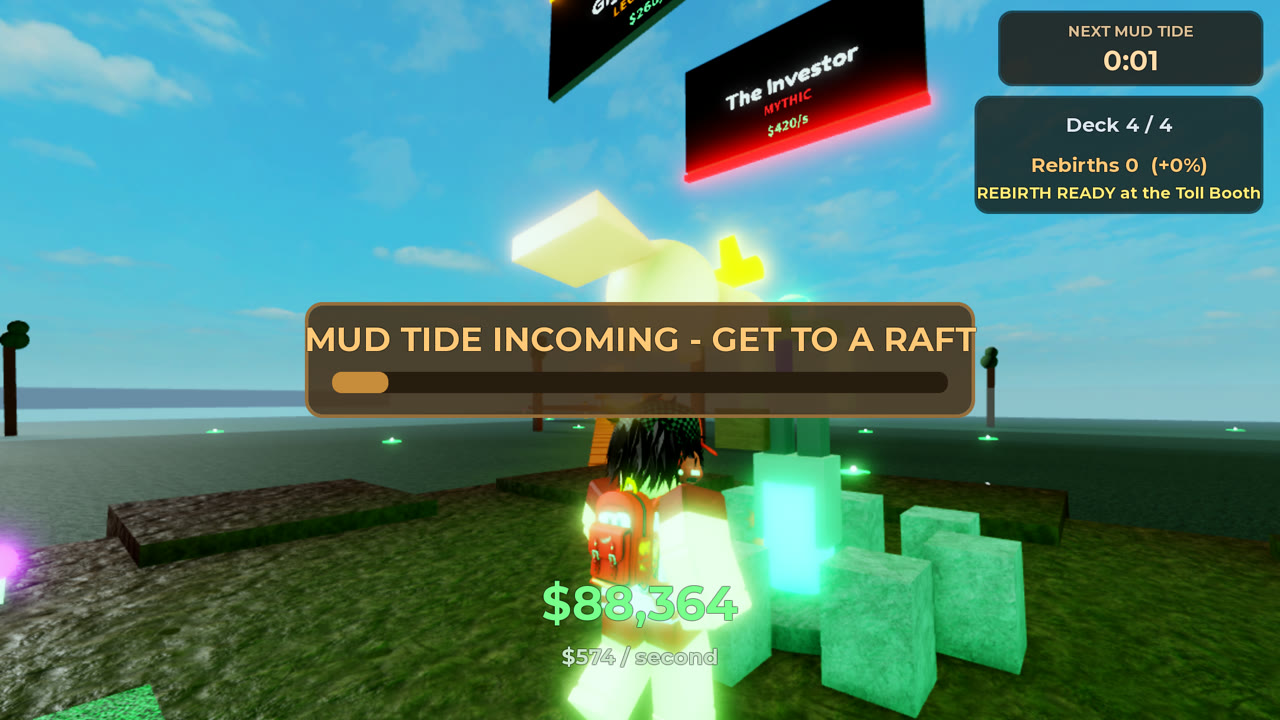 $260
The Investor
MYTHIC
$420/s
NEXT MUD TIDE
0:01
Deck 4 / 4
Rebirths 0 (+0%)
REBIRTH READY at the Toll Booth
MUD TIDE INCOMING - GET TO A RAFT
$88,364
$574 / second